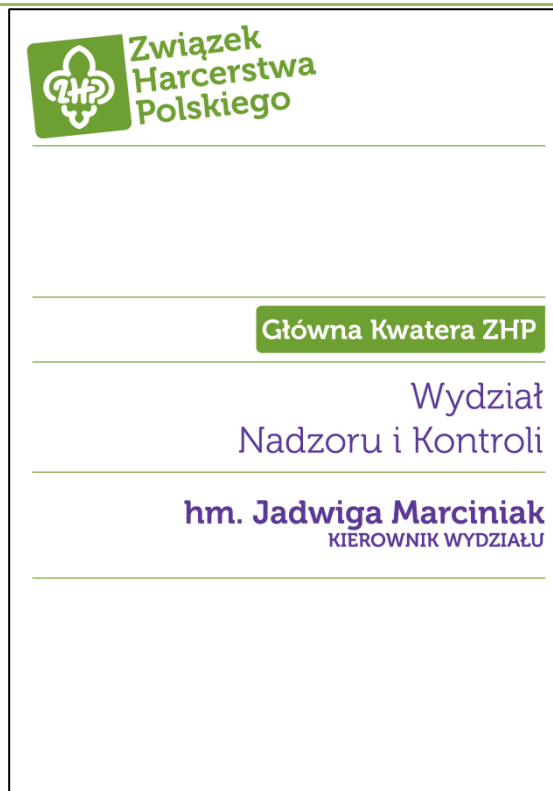 ZHP
Związek
Harcerstwa
Polskiego
Główna Kwatera ZHP
Wydział
Nadzoru i Kontroli
hm. Jadwiga Marciniak
KIEROWNIK WYDZIAŁU